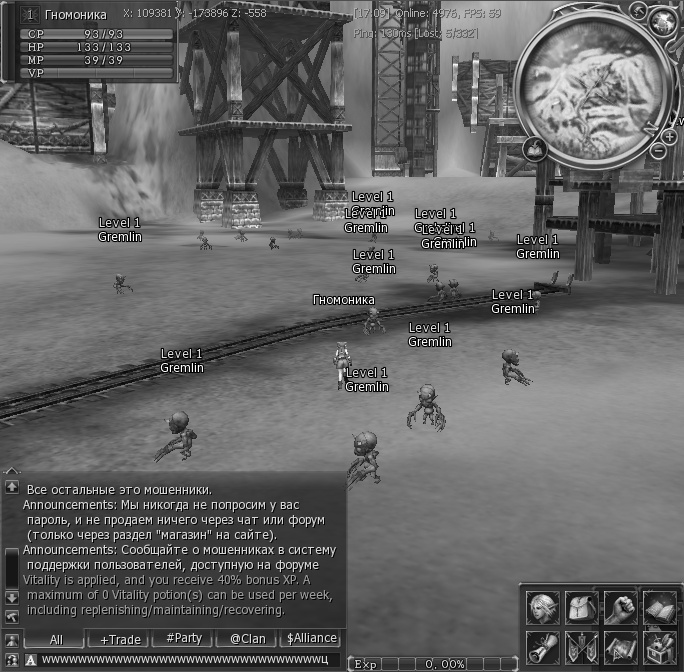 1 Гномоника
X: 109381 Y: -173896 Z: -558
[17:09] Online: 4976, FPS: 59
Ping: 130ms [Lost: 5/332]
CP 93/93
HP 133/133
MP 39/39
VP
Level 1
Gremlin
Level 1
Gremlin
Level 1
Gremlin
Level 1
Gremlin
Level 1
Gremlin
Level 1
Gremlin
Level 1
Gremlin
Гномоника
Level 1
Gremlin
Level 1
Gremlin
Level 1
Gremlin
Level 1
Gremlin
Все остальные это мошенники.
Announcements: Мы никогда не попросим у вас
пароль, и не продаем ничего через чат или форум
(только через раздел "магазин" на сайте).
Announcements: Сообщайте о мошенниках в систему
поддержки пользователей, доступную на форуме
Vitality is applied, and you receive 40% bonus XP. A
maximum of 0 Vitality potion(s) can be used per week,
including replenishing/maintaining/recovering.
All +Trade #Party @Clan $Alliance
A wwwwwwwwwwwwwwwwwwwwwwwwwwwwwwwwwwц
Exp 0.00%